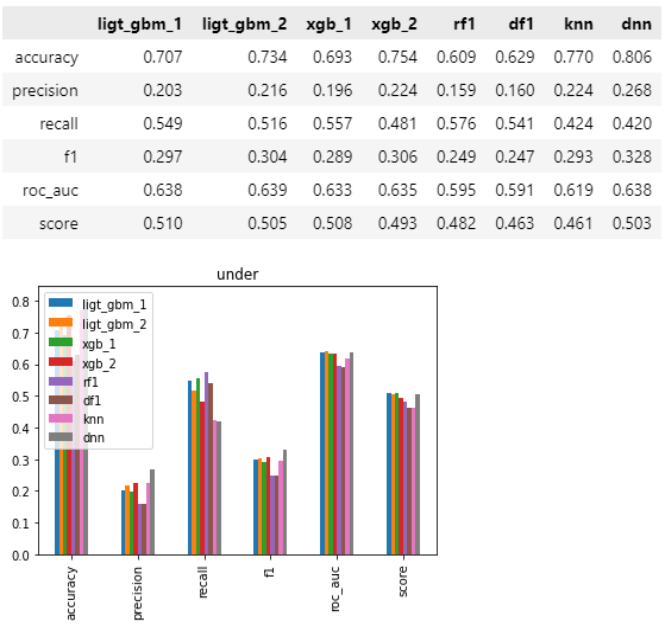 ligt_gbm_1 ligt_gbm_2 xgb_1 xgb_2 rf1 df1 knn dnn
accuracy 0.707 0.734 0.693 0.754 0.609 0.629 0.770 0.806
precision 0.203 0.216 0.196 0.224 0.159 0.160 0.224 0.268
recall 0.549 0.516 0.557 0.481 0.576 0.541 0.424 0.420
f1 0.297 0.304 0.289 0.306 0.249 0.247 0.293 0.328
roc_auc 0.638 0.639 0.633 0.635 0.595 0.591 0.619 0.638
score 0.510 0.505 0.508 0.493 0.482 0.463 0.461 0.503
under
0.8
0.7
0.6
0.5
0.4
0.3
0.2
0.1
0.0
ligt_gbm_1
ligt_gbm_2
xgb_1
xgb_2
rf1
df1
knn
dnn
accuracy
precision
recall
f1
roc_auc
score